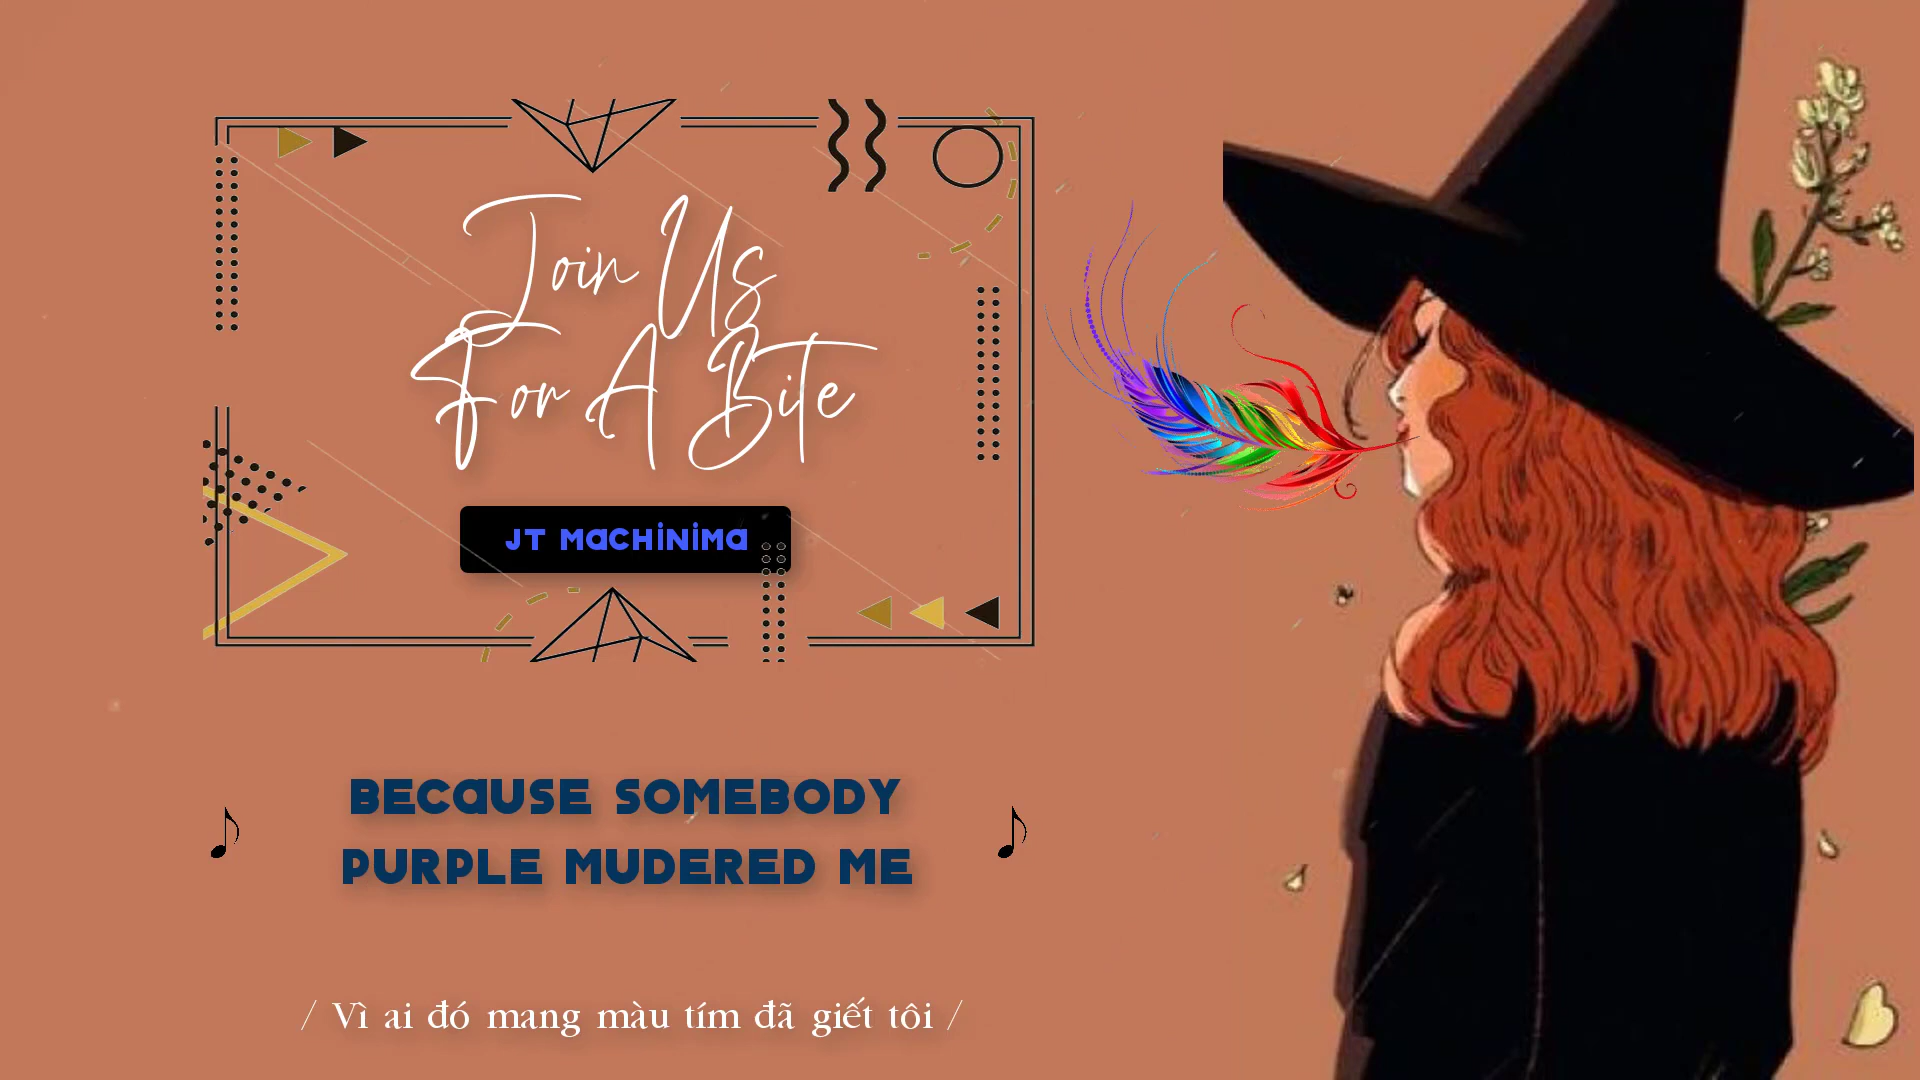 Join Us
For A Bite
JT MACHINIMA
BECAUSE SOMEBODY
PURPLE MUDERED ME
/ Vì ai đó mang màu tím đã giết tôi /